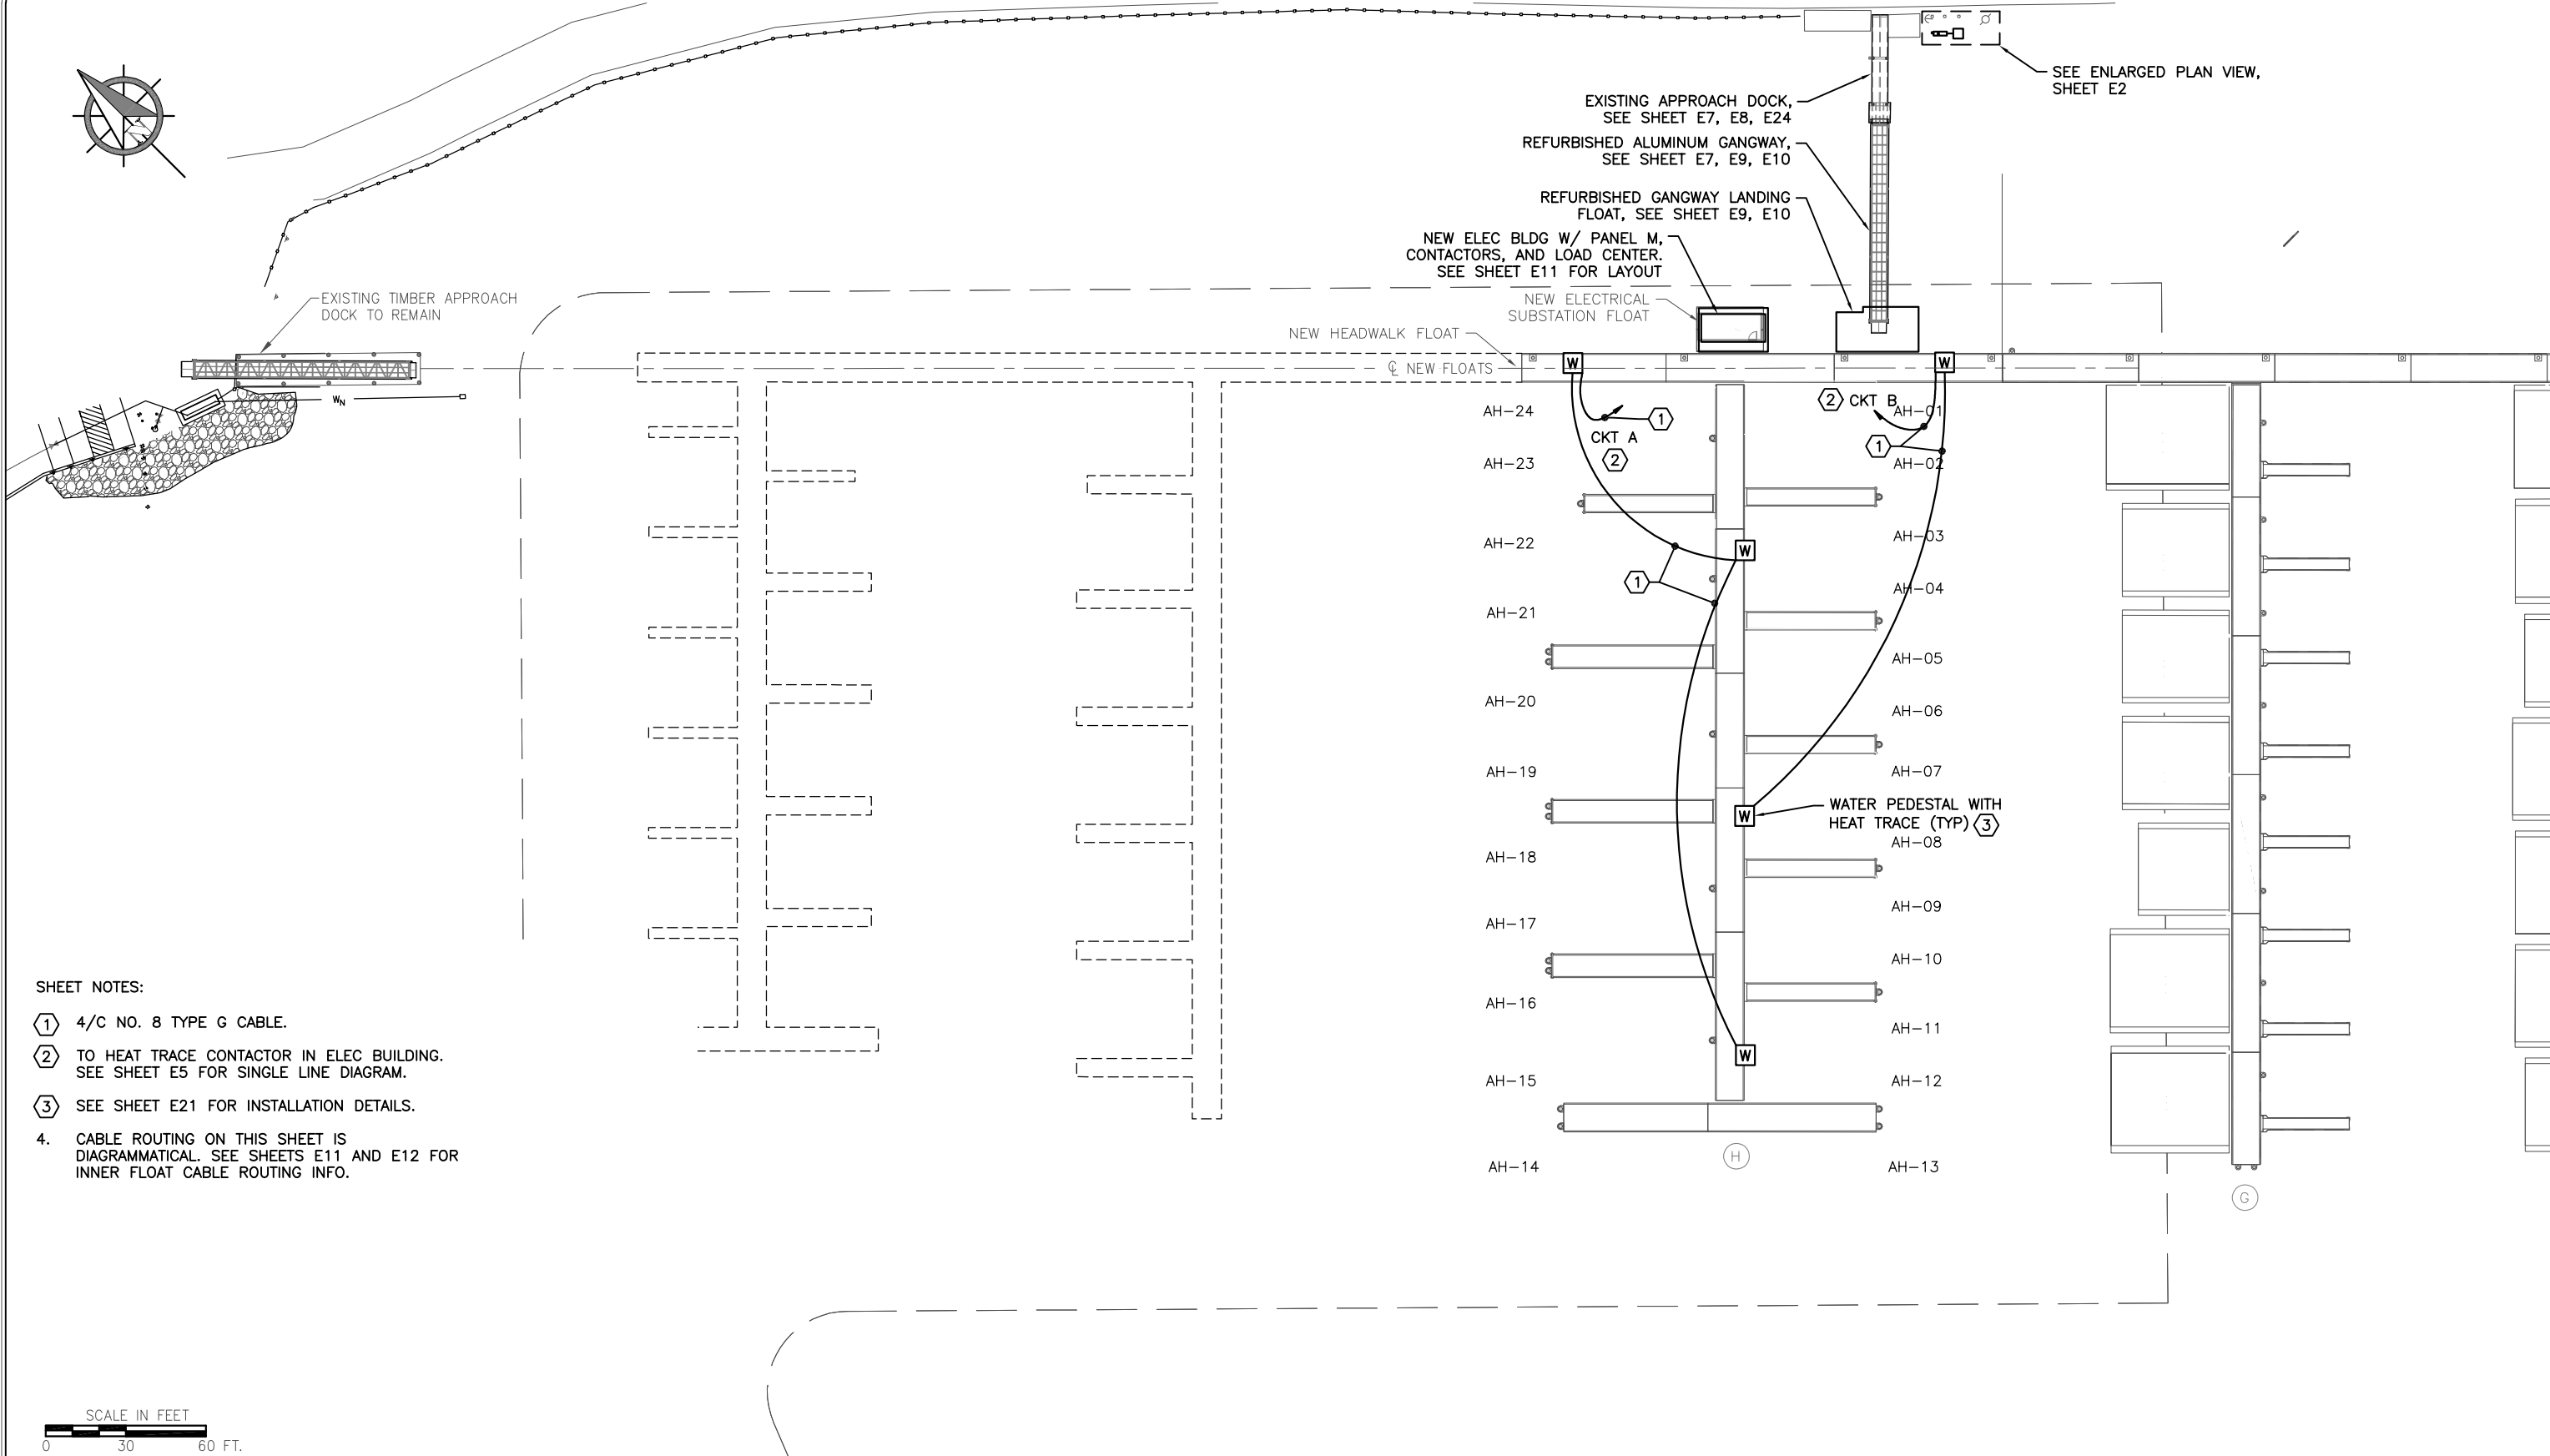 SEE ENLARGED PLAN VIEW,
SHEET E2
EXISTING APPROACH DOCK,
SEE SHEET E7, E8, E24
REFURBISHED ALUMINUM GANGWAY,
SEE SHEET E7, E9, E10
REFURBISHED GANGWAY LANDING
FLOAT, SEE SHEET E9, E10
NEW ELEC BLDG W/ PANEL M,
CONTACTORS, AND LOAD CENTER.
SEE SHEET E11 FOR LAYOUT
NEW ELECTRICAL
SUBSTATION FLOAT
EXISTING TIMBER APPROACH
DOCK TO REMAIN
NEW HEADWALK FLOAT
℄ NEW FLOATS
W
W
WN
AH-24
1
CKT A
2
2 CKT B
AH-01
1
AH-23
AH-02
AH-22
AH-03
W
1
AH-04
AH-21
AH-05
AH-20
AH-06
AH-19
AH-07
W
WATER PEDESTAL WITH
HEAT TRACE (TYP) 3
AH-18
AH-08
AH-17
AH-09
AH-10
AH-16
AH-11
W
AH-15
AH-12
H
AH-14
AH-13
G
SHEET NOTES:
1 4/C NO. 8 TYPE G CABLE.
2 TO HEAT TRACE CONTACTOR IN ELEC BUILDING.
SEE SHEET E5 FOR SINGLE LINE DIAGRAM.
3 SEE SHEET E21 FOR INSTALLATION DETAILS.
4. CABLE ROUTING ON THIS SHEET IS
DIAGRAMMATICAL. SEE SHEETS E11 AND E12 FOR
INNER FLOAT CABLE ROUTING INFO.
SCALE IN FEET
0 30 60 FT.